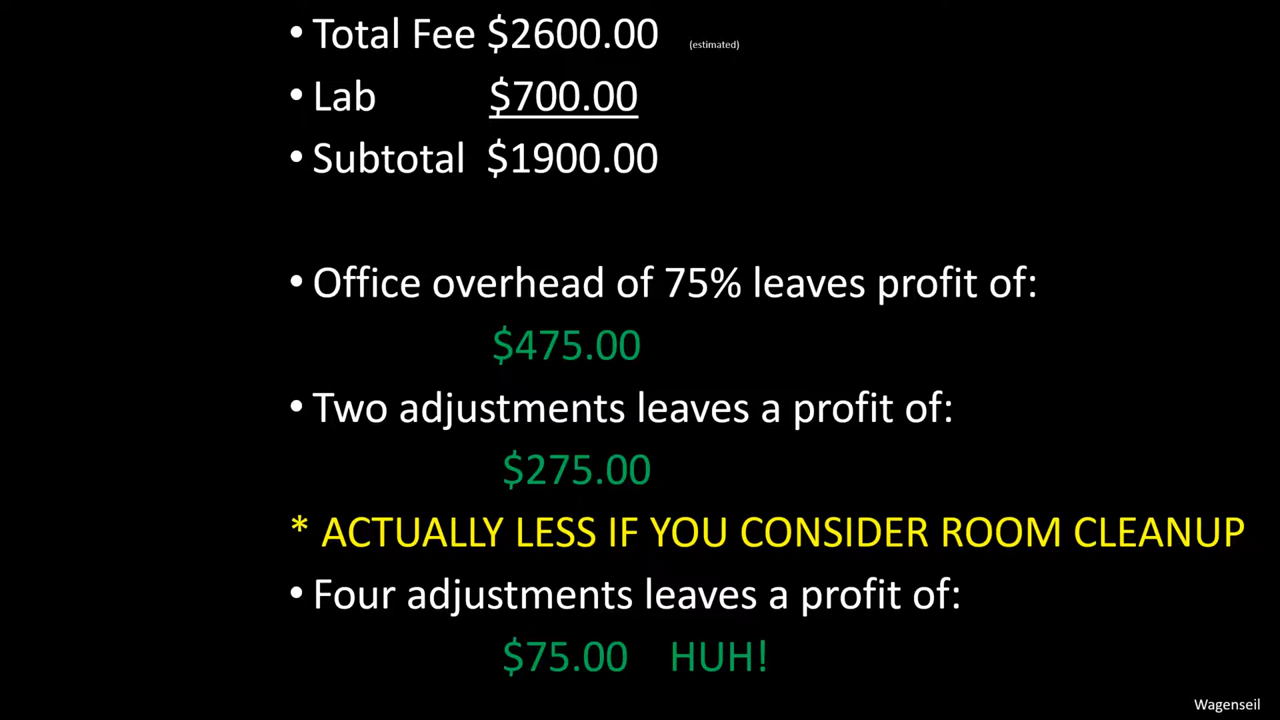 • Total Fee $2600.00 (estimated)
• Lab $700.00
• Subtotal $1900.00
• Office overhead of 75% leaves profit of:
$475.00
• Two adjustments leaves a profit of:
$275.00
* ACTUALLY LESS IF YOU CONSIDER ROOM CLEANUP
• Four adjustments leaves a profit of:
$75.00 HUH!
Wagenseil